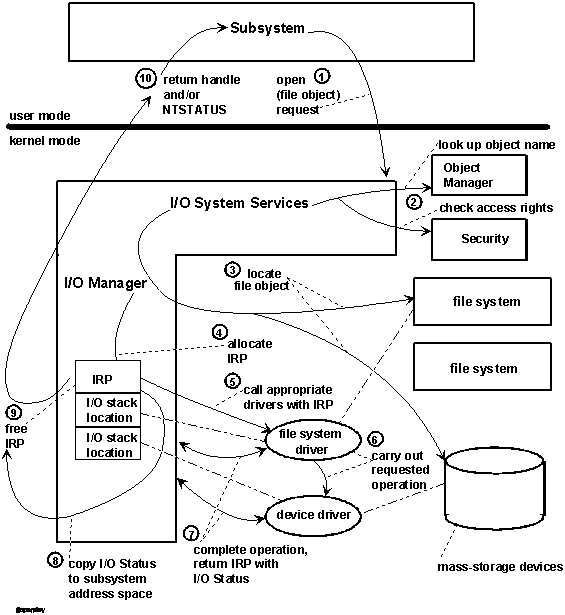 Subsystem
10 return handle
and/or
NTSTATUS
open 1
(file object)
request
user mode
kernel mode
look up object name
Object
Manager
I/O System Services
2
check access rights
Security
3 locate
file object
I/O Manager
file system
4 allocate
IRP
file system
IRP
5 call appropriate
drivers with IRP
I/O stack
location
9
free
IRP
I/O stack
location
file system
driver
6
carry out
requested
operation
device driver
7
complete operation,
return IRP with
I/O Status
8 copy I/O Status
to subsystem
address space
mass-storage devices